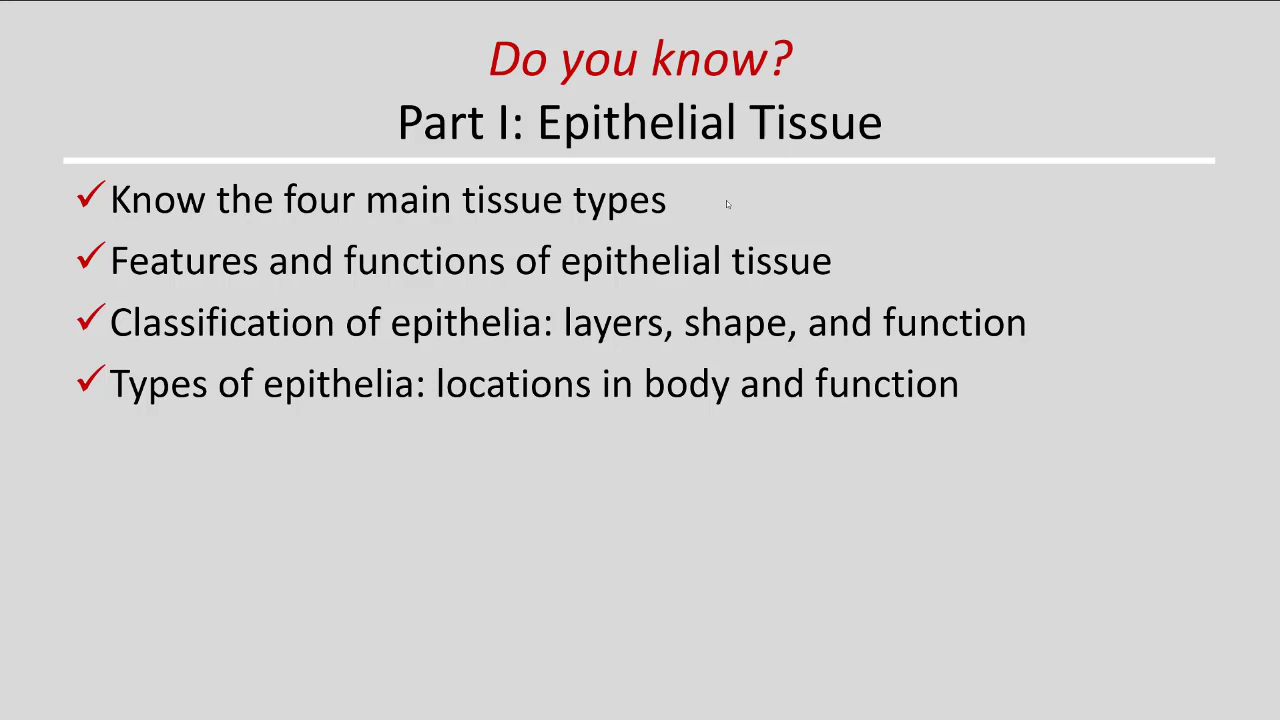 Do you know?
Part I: Epithelial Tissue
✓Know the four main tissue types
✓Features and functions of epithelial tissue
✓Classification of epithelia: layers, shape, and function
✓Types of epithelia: locations in body and function